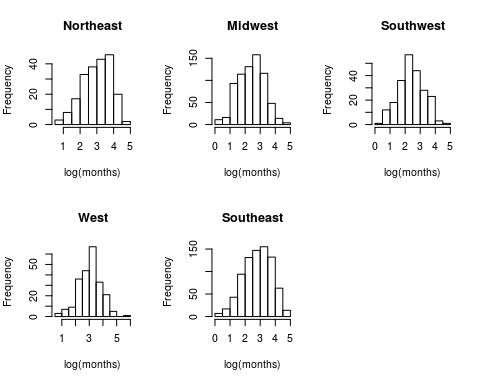 Northeast
Frequency
0 20 40
1 2 3 4 5
log(months)
Midwest
Frequency
0 50 150
0 1 2 3 4 5
log(months)
Southwest
Frequency
0 20 40
0 1 2 3 4 5
log(months)
West
Frequency
0 20 50
1 3 5
log(months)
Southeast
Frequency
0 50 150
0 1 2 3 4 5
log(months)